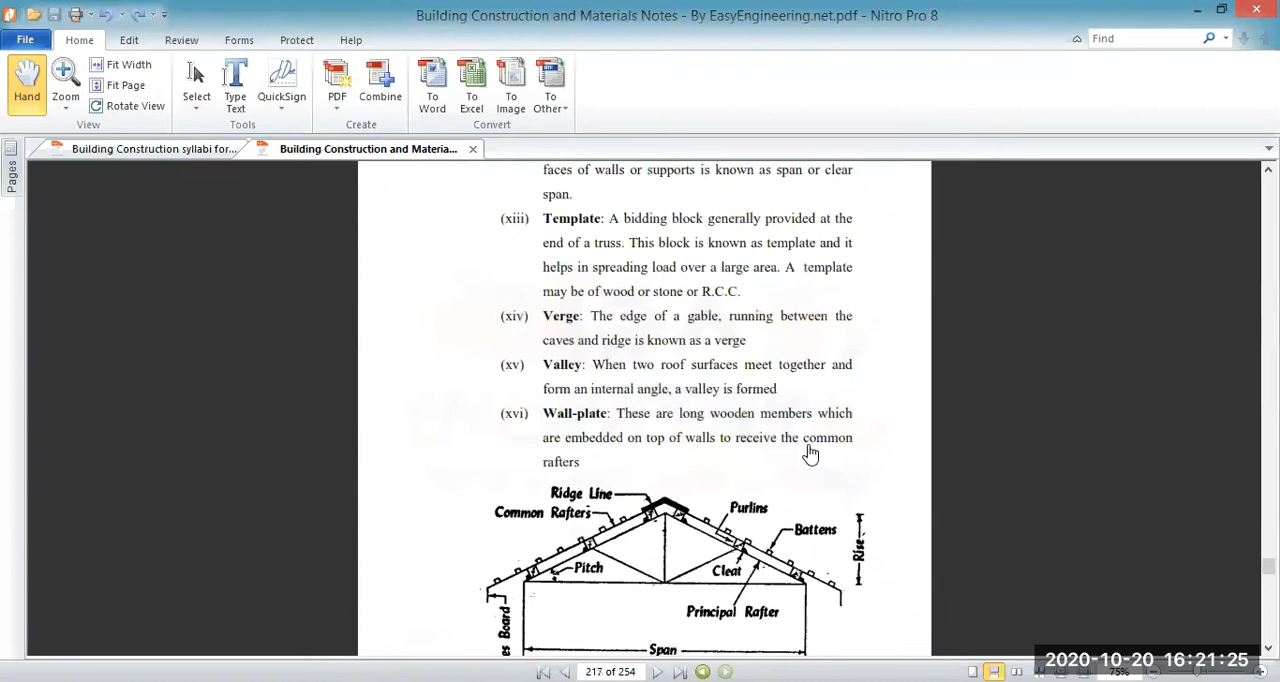 Building Construction and Materials Notes - By EasyEngineering.net.pdf - Nitro Pro 8
File Home Edit Review Forms Protect Help
Find
Hand
Zoom
Fit Width
Fit Page
Rotate View
View
Select
Type Text
QuickSign
Tools
PDF
Combine
Create
To Word
To Excel
To Image
To Other
Convert
Building Construction syllabi for...
Building Construction and Materia...
Pages
faces of walls or supports is known as span or clear
span.
(xiii) Template: A bidding block generally provided at the
end of a truss. This block is known as template and it
helps in spreading load over a large area. A template
may be of wood or stone or R.C.C.
(xiv) Verge: The edge of a gable, running between the
caves and ridge is known as a verge
(xv) Valley: When two roof surfaces meet together and
form an internal angle, a valley is formed
(xvi) Wall-plate: These are long wooden members which
are embedded on top of walls to receive the common
rafters
Ridge Line
Common Rafters
Purlins
Battens
Rise
Pitch
Cleat
Principal Rafter
es Board
Span
217 of 254
2020-10-20 16:21:25
75%